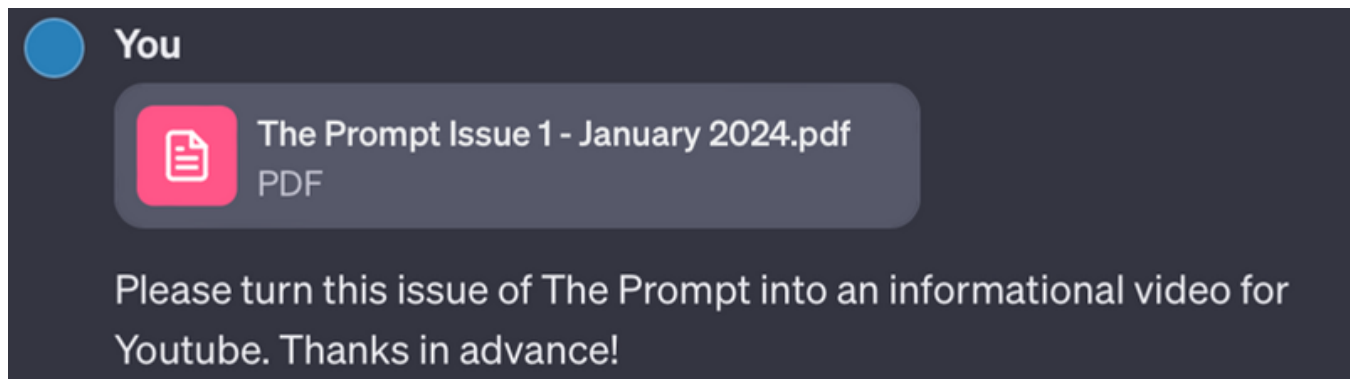 You
The Prompt Issue 1 - January 2024.pdf
PDF
Please turn this issue of The Prompt into an informational video for
Youtube. Thanks in advance!